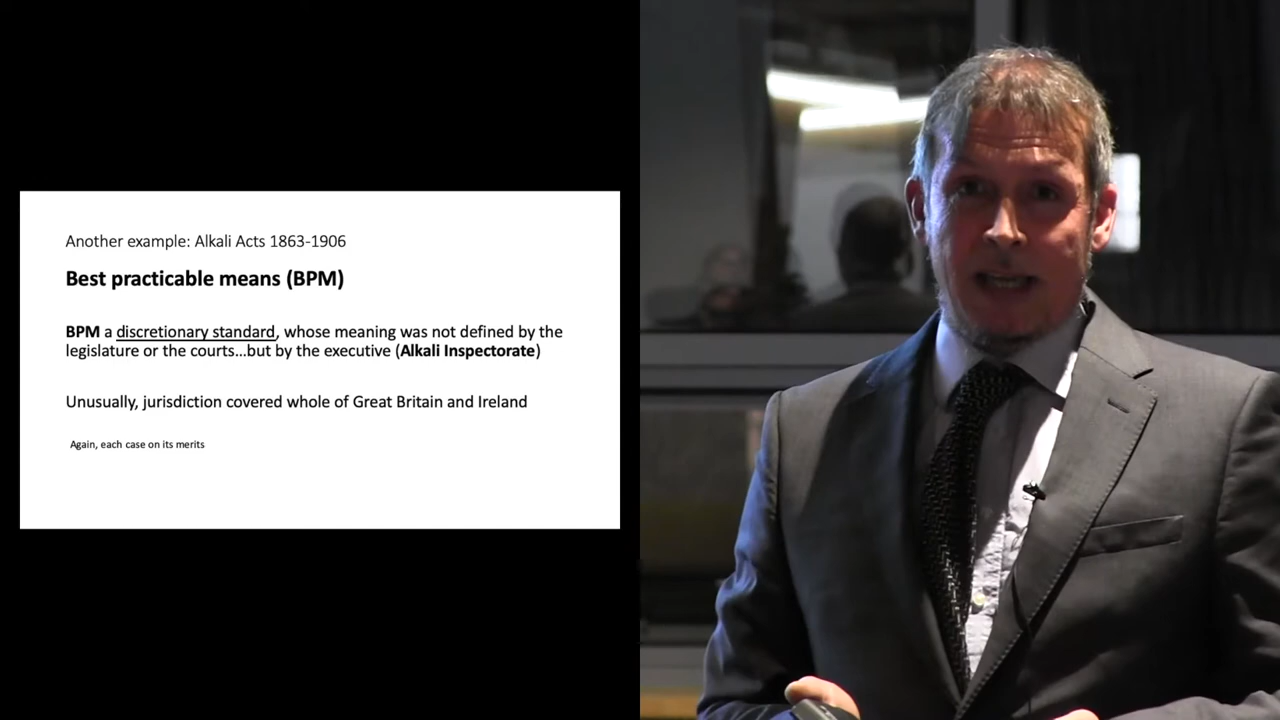 Another example: Alkali Acts 1863-1906
Best practicable means (BPM)
BPM a discretionary standard, whose meaning was not defined by the
legislature or the courts...but by the executive (Alkali Inspectorate)
Unusually, jurisdiction covered whole of Great Britain and Ireland
Again, each case on its merits